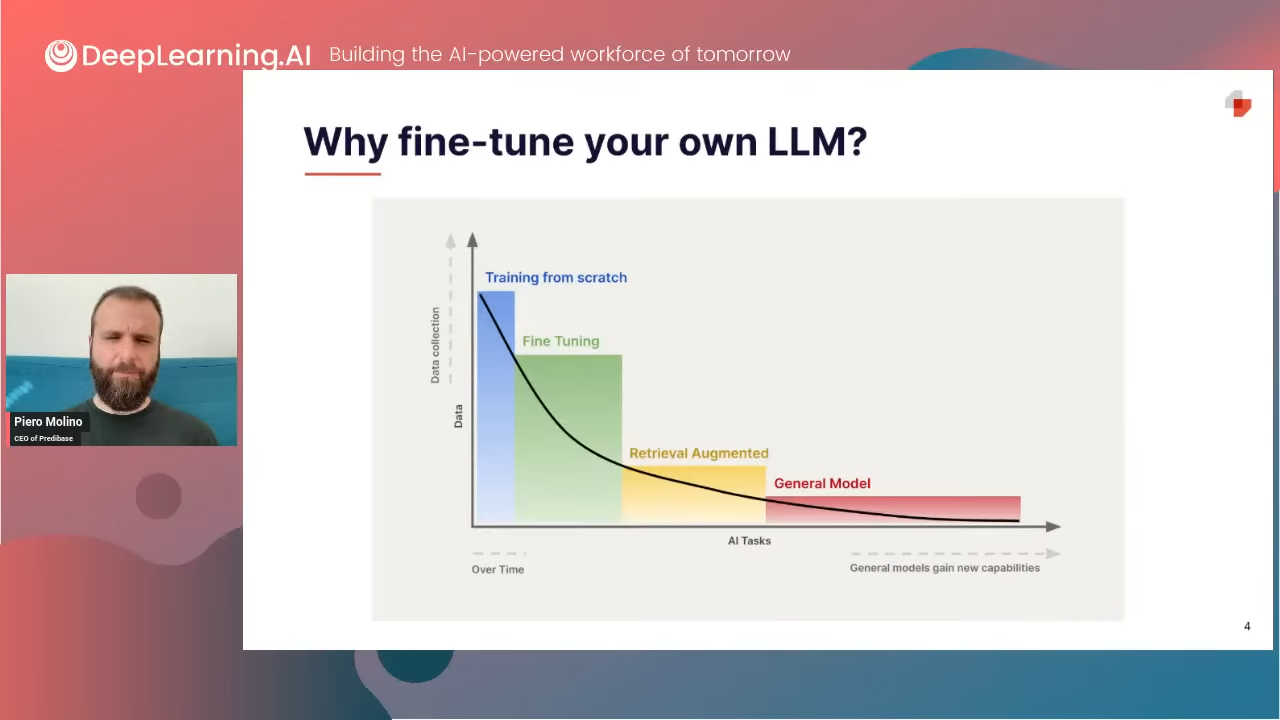 DeepLearning.AI Building the AI-powered workforce of tomorrow
Why fine-tune your own LLM?
Training from scratch
Fine Tuning
Retrieval Augmented
General Model
Data collection
Data
AI Tasks
Over Time
General models gain new capabilities
Piero Molino
CEO of Predibase
4